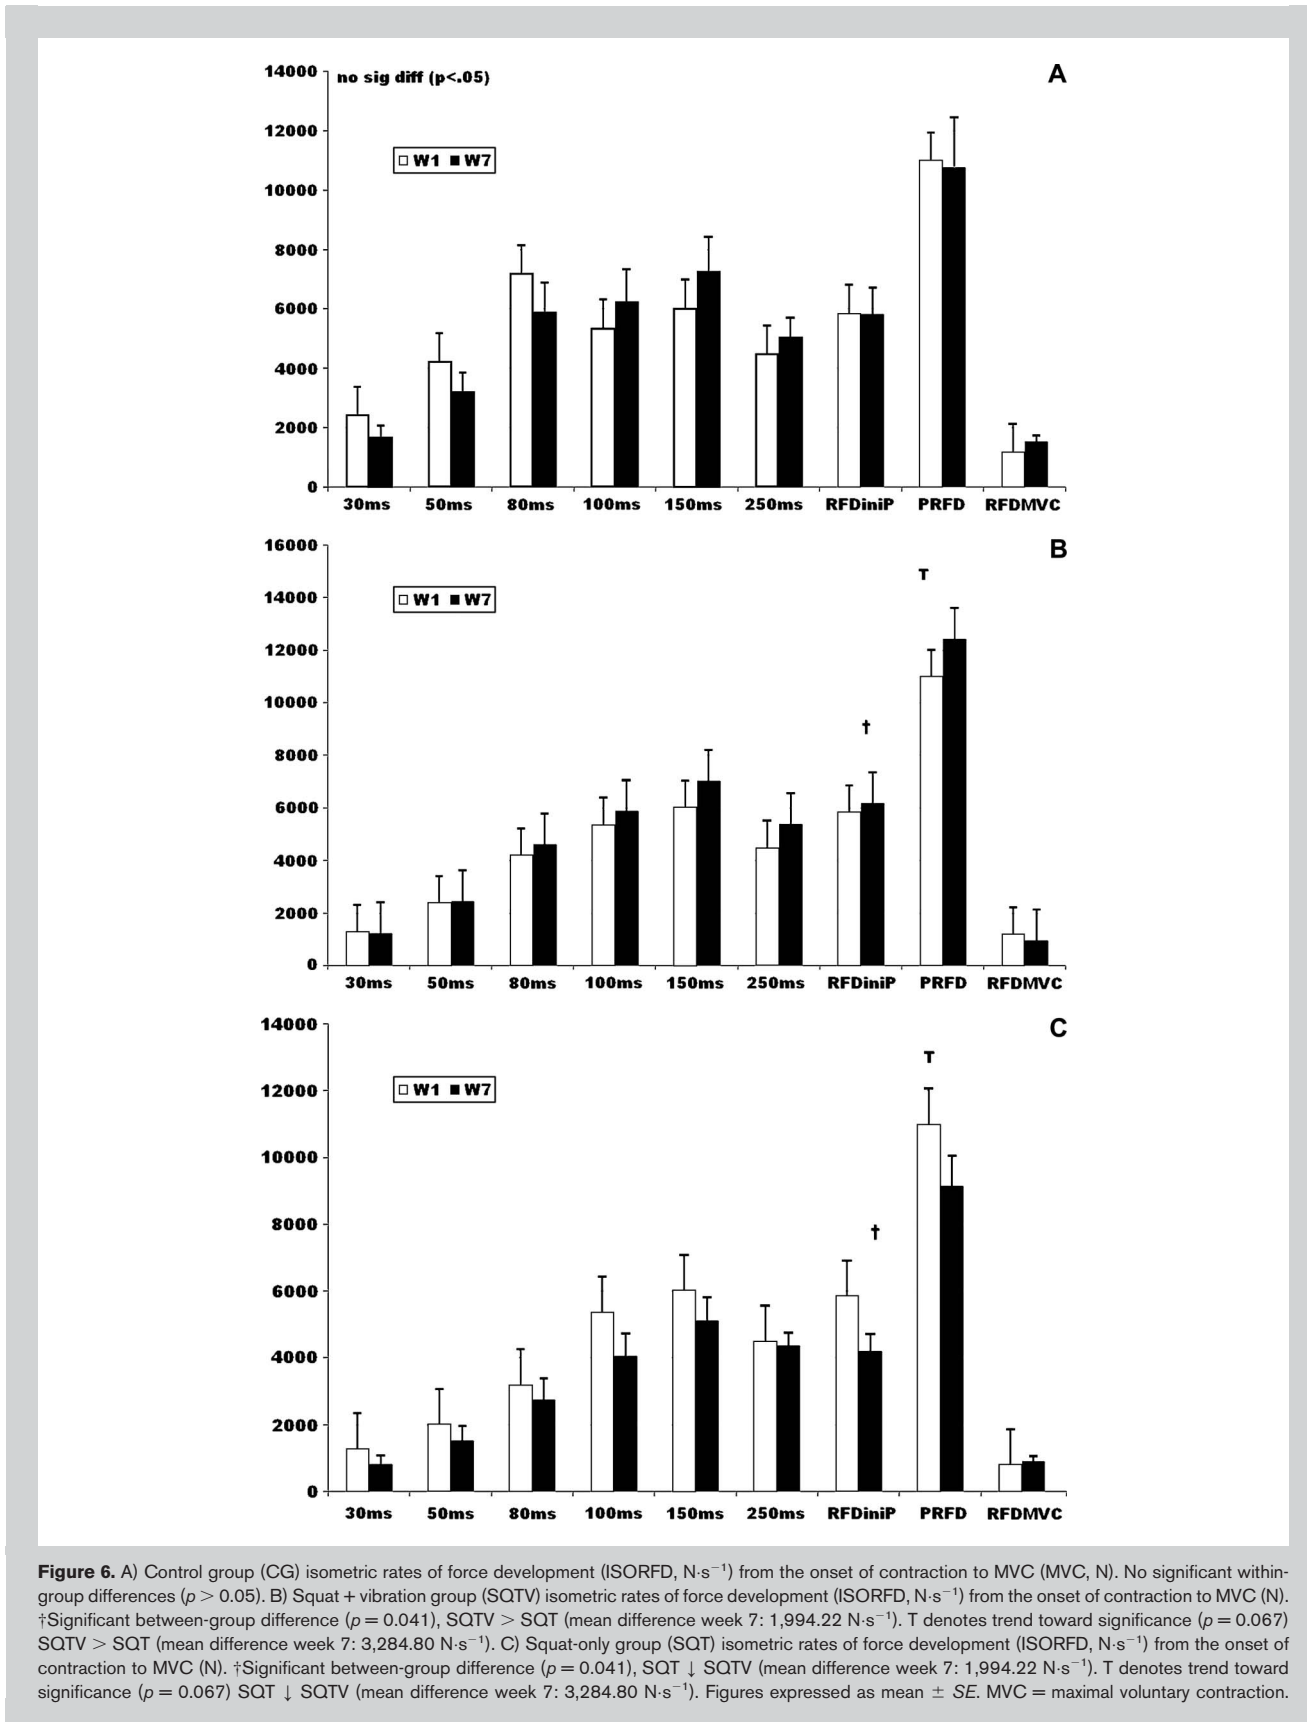 A
14000
no sig diff (p<.05)
12000
W1 W7
10000
8000
6000
4000
2000
0
30ms 50ms 80ms 100ms 150ms 250ms RFDiniP PRFD RFDMVC
B
16000
T
14000
W1 W7
12000
10000
†
8000
6000
4000
2000
0
30ms 50ms 80ms 100ms 150ms 250ms RFDiniP PRFD RFDMVC
C
14000
T
12000
W1 W7
10000
8000
†
6000
4000
2000
0
30ms 50ms 80ms 100ms 150ms 250ms RFDiniP PRFD RFDMVC
Figure 6. A) Control group (CG) isometric rates of force development (ISORFD, N·s⁻¹) from the onset of contraction to MVC (MVC, N). No significant within-
group differences (p > 0.05). B) Squat + vibration group (SQTV) isometric rates of force development (ISORFD, N·s⁻¹) from the onset of contraction to MVC (N).
†Significant between-group difference (p = 0.041), SQTV > SQT (mean difference week 7: 1,994.22 N·s⁻¹). T denotes trend toward significance (p = 0.067)
SQTV > SQT (mean difference week 7: 3,284.80 N·s⁻¹). C) Squat-only group (SQT) isometric rates of force development (ISORFD, N·s⁻¹) from the onset of
contraction to MVC (N). †Significant between-group difference (p = 0.041), SQT ↓ SQTV (mean difference week 7: 1,994.22 N·s⁻¹). T denotes trend toward
significance (p = 0.067) SQT ↓ SQTV (mean difference week 7: 3,284.80 N·s⁻¹). Figures expressed as mean ± SE. MVC = maximal voluntary contraction.